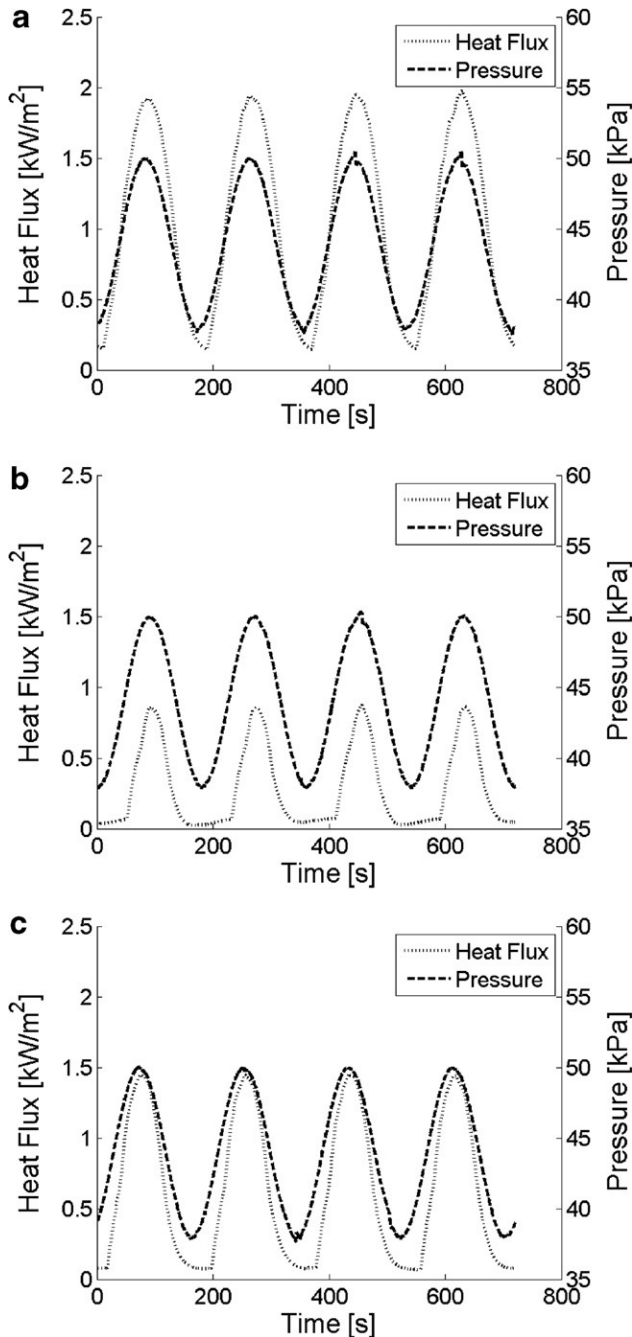 a
2.5
2
1.5
1
0.5
0
Heat Flux [kW/m2]
60
55
50
45
40
35
Pressure [kPa]
Heat Flux
Pressure
0 200 400 600 800
Time [s]
b
2.5
2
1.5
1
0.5
0
Heat Flux [kW/m2]
60
55
50
45
40
35
Pressure [kPa]
Heat Flux
Pressure
0 200 400 600 800
Time [s]
c
2.5
2
1.5
1
0.5
0
Heat Flux [kW/m2]
60
55
50
45
40
35
Pressure [kPa]
Heat Flux
Pressure
0 200 400 600 800
Time [s]